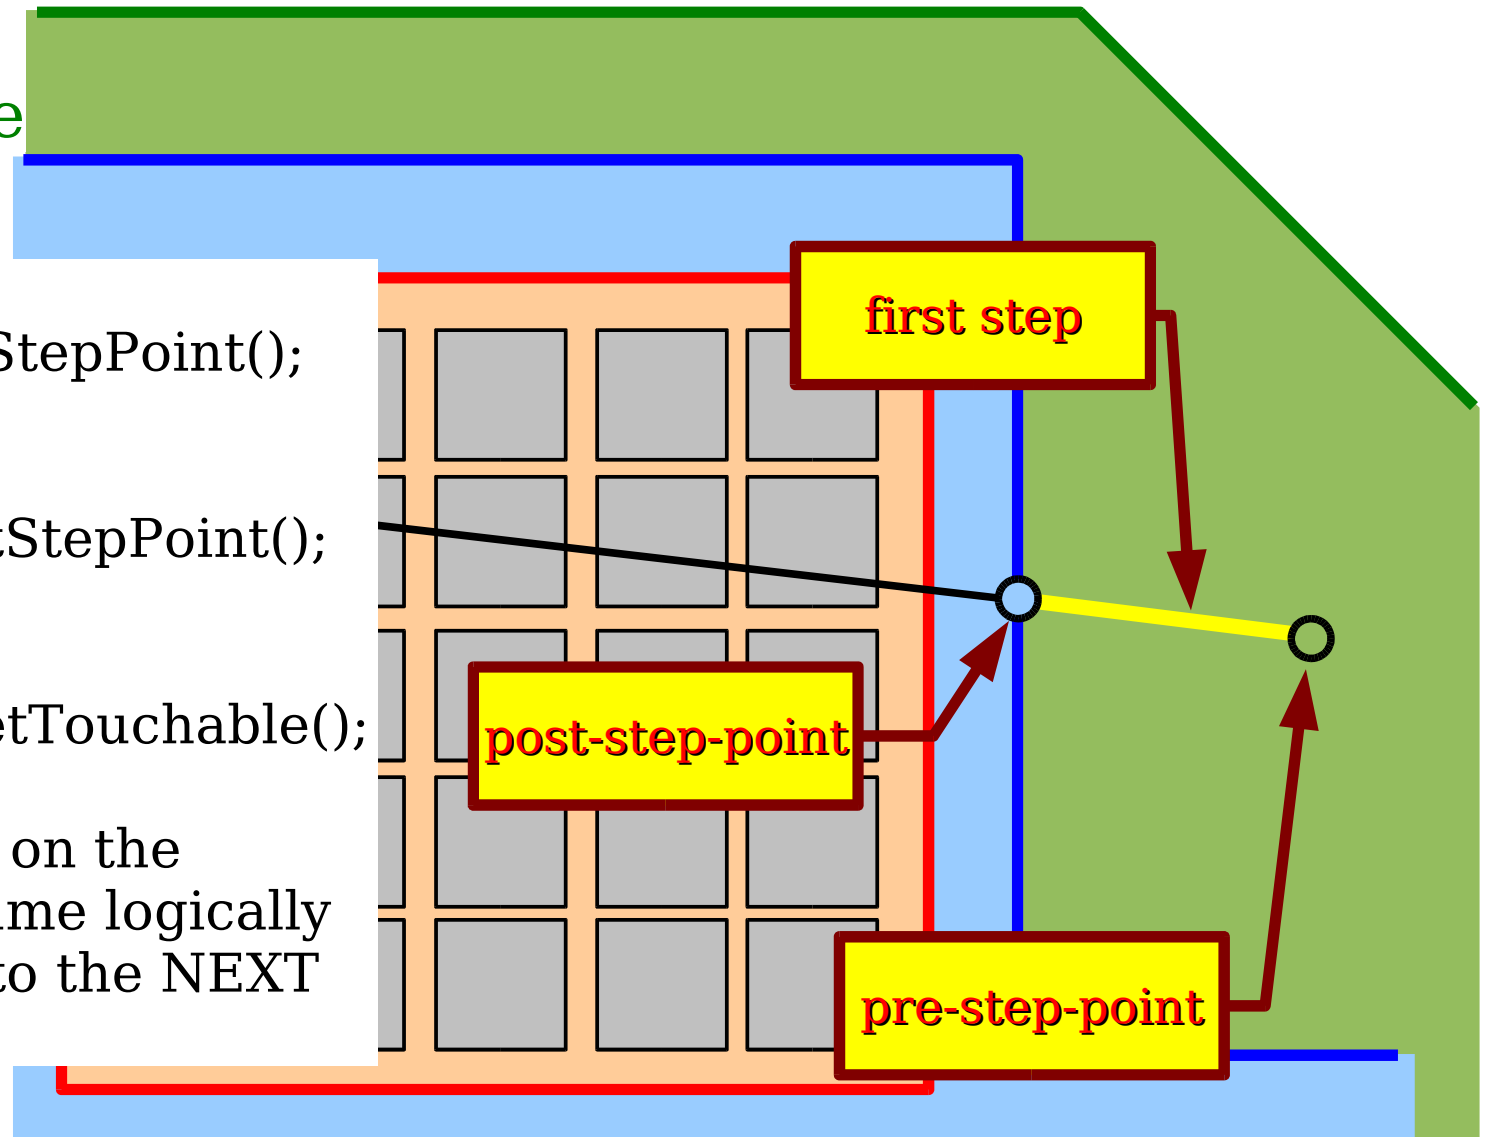 e
first step
StepPoint();
tStepPoint();
etTouchable();
post-step-point
on the
me logically
to the NEXT
pre-step-point